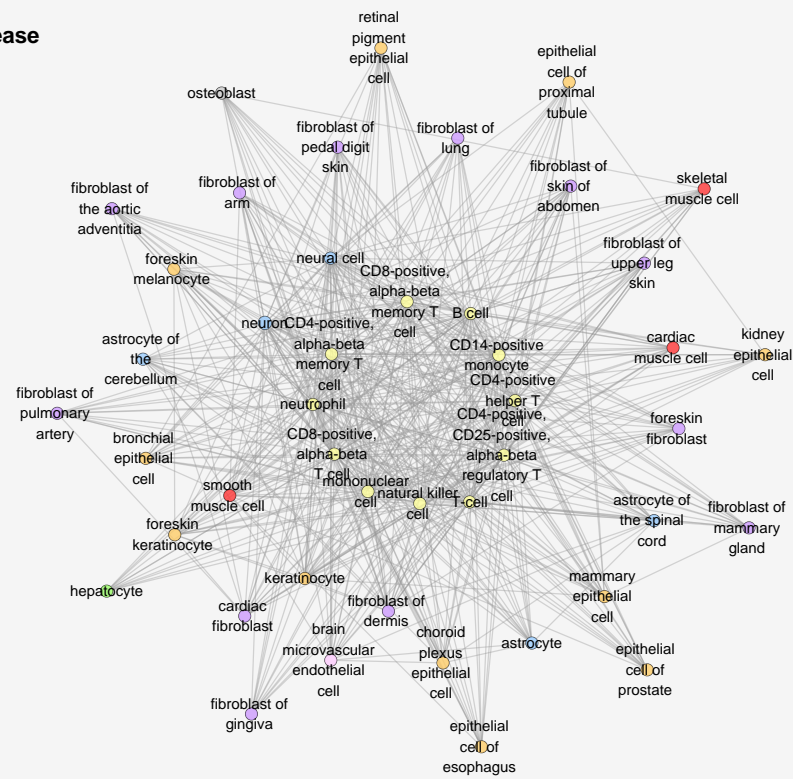 ease
retinal
pigment
epithelial
cell
epithelial
cell of
proximal
tubule
osteoblast
fibroblast of
pedal digit
skin
fibroblast of
lung
fibroblast of
skin of
abdomen
skeletal
muscle cell
fibroblast of
arm
fibroblast of
the aortic
adventitia
fibroblast of
upper leg
skin
foreskin
melanocyte
neural cell
CD8-positive,
alpha-beta
memory T
cell
B cell
neuron
CD4-positive,
alpha-beta
memory T
cell
CD14-positive
monocyte
cardiac
muscle cell
kidney
epithelial
cell
astrocyte of
the
cerebellum
CD4-positive
helper T
cell
neutrophil
fibroblast of
pulmonary
artery
CD4-positive,
CD25-positive,
alpha-beta
regulatory T
cell
foreskin
fibroblast
bronchial
epithelial
cell
CD8-positive,
alpha-beta
T cell
mononuclear
cell
natural killer
cell
T-cell
smooth
muscle cell
astrocyte of
the spinal
cord
fibroblast of
mammary
gland
foreskin
keratinocyte
hepatocyte
keratinocyte
mammary
epithelial
cell
cardiac
fibroblast
fibroblast of
dermis
brain
microvascular
endothelial
cell
choroid
plexus
epithelial
cell
astrocyte
epithelial
cell of
prostate
fibroblast of
gingiva
epithelial
cell of
esophagus